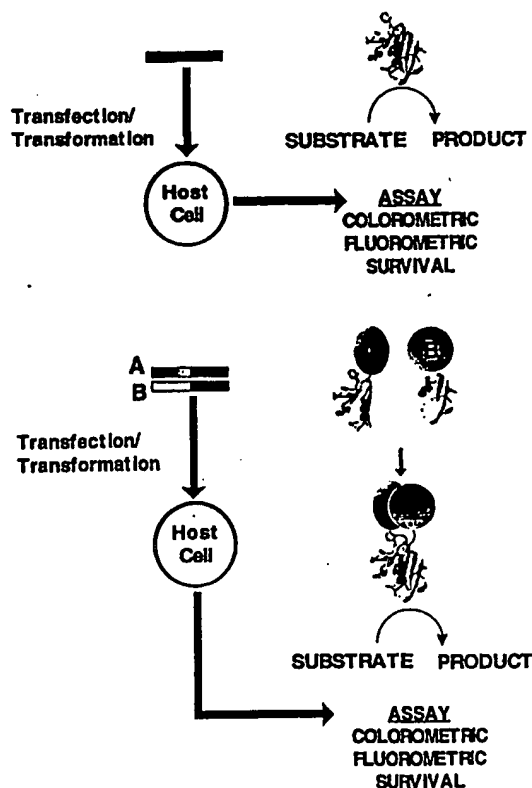 Transfection/
Transformation
Host
Cell
SUBSTRATE PRODUCT
ASSAY
COLOROMETRIC
FLUOROMETRIC
SURVIVAL
A
B
Transfection/
Transformation
Host
Cell
B
SUBSTRATE PRODUCT
ASSAY
COLOROMETRIC
FLUOROMETRIC
SURVIVAL